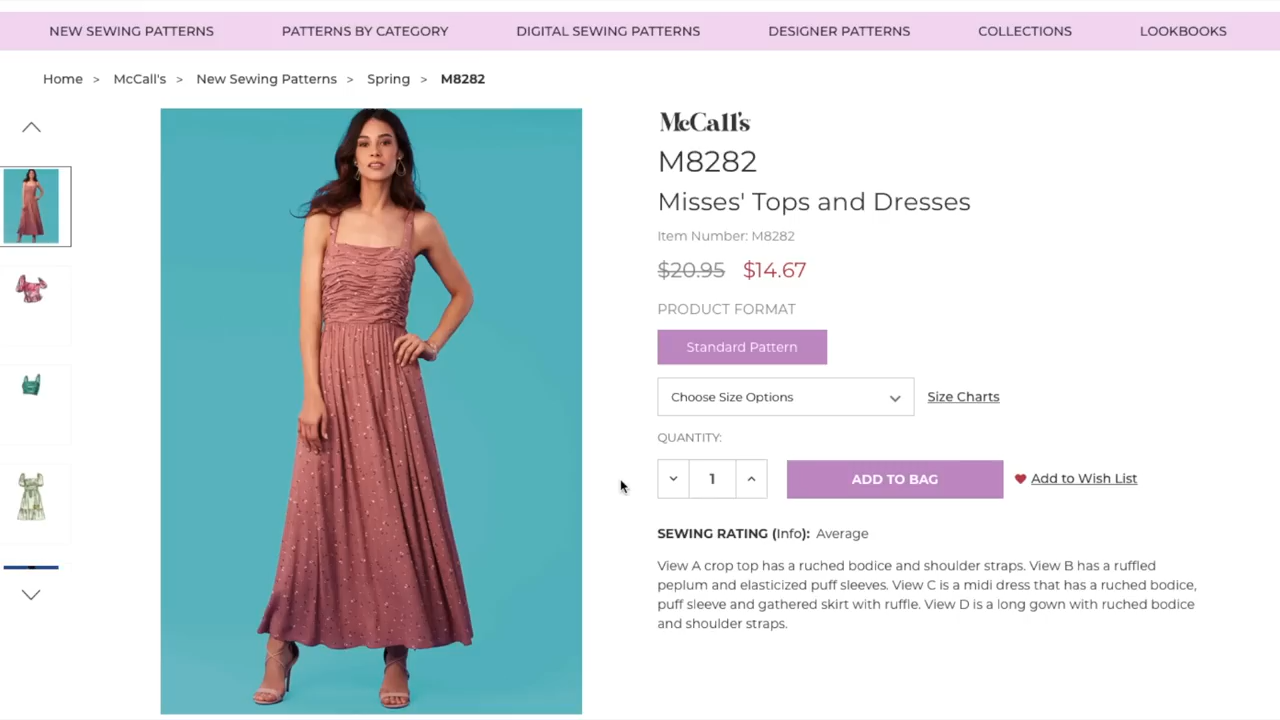 NEW SEWING PATTERNS PATTERNS BY CATEGORY DIGITAL SEWING PATTERNS DESIGNER PATTERNS COLLECTIONS LOOKBOOKS
Home > McCall's > New Sewing Patterns > Spring > M8282
McCall's
M8282
Misses' Tops and Dresses
Item Number: M8282
$20.95 $14.67
PRODUCT FORMAT
Standard Pattern
Choose Size Options Size Charts
QUANTITY:
1 ADD TO BAG Add to Wish List
SEWING RATING (Info): Average
View A crop top has a ruched bodice and shoulder straps. View B has a ruffled
peplum and elasticized puff sleeves. View C is a midi dress that has a ruched bodice,
puff sleeve and gathered skirt with ruffle. View D is a long gown with ruched bodice
and shoulder straps.